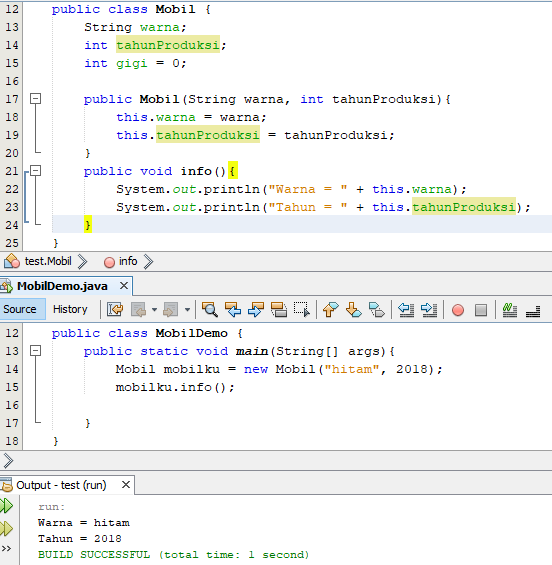 12 public class Mobil {
13 String warna;
14 int tahunProduksi;
15 int gigi = 0;
16
17 public Mobil(String warna, int tahunProduksi){
18 this.warna = warna;
19 this.tahunProduksi = tahunProduksi;
20 }
21 public void info(){
22 System.out.println("Warna = " + this.warna);
23 System.out.println("Tahun = " + this.tahunProduksi);
24 }
25 }
test.Mobil info
MobilDemo.java
Source History
12 public class MobilDemo {
13 public static void main(String[] args){
14 Mobil mobilku = new Mobil("hitam", 2018);
15 mobilku.info();
16
17 }
18 }
Output - test (run)
run:
Warna = hitam
Tahun = 2018
BUILD SUCCESSFUL (total time: 1 second)